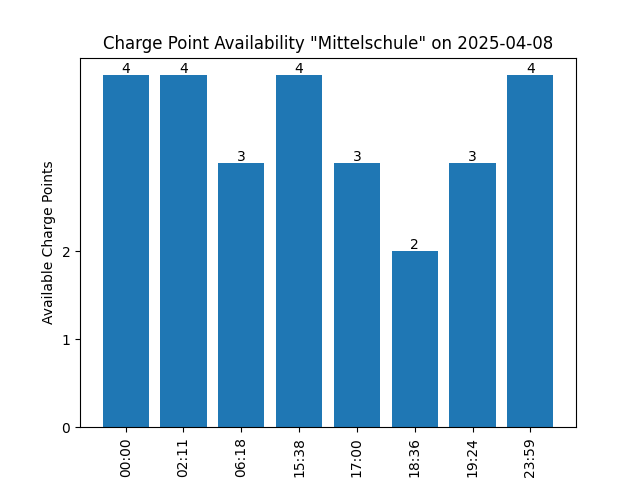 Charge Point Availability "Mittelschule" on 2025-04-08
4 4 3 4 3 2 3 4
Available Charge Points
2
1
0
00:00 02:11 06:18 15:38 17:00 18:36 19:24 23:59